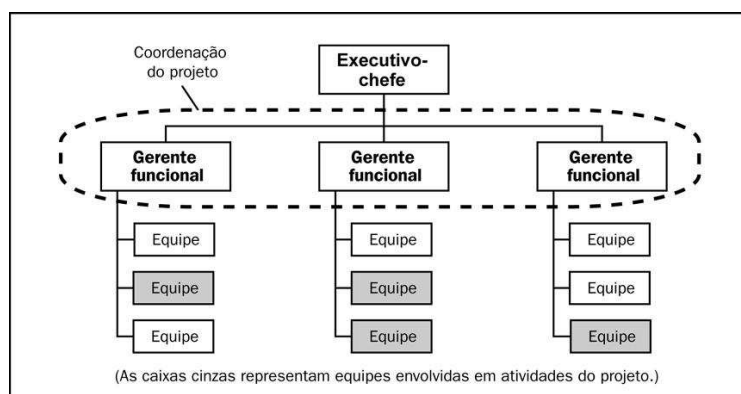 Coordenação
do projeto
Executivo-
chefe
Gerente
funcional
Gerente
funcional
Gerente
funcional
Equipe
Equipe
Equipe
Equipe
Equipe
Equipe
Equipe
Equipe
Equipe
(As caixas cinzas representam equipes envolvidas em atividades do projeto.)